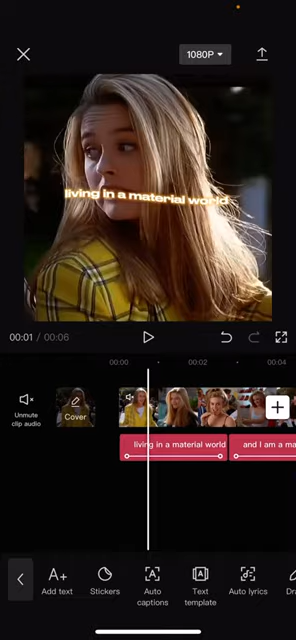 1080P
living in a material world
00:01 / 00:06
00:00
00:02
00:04
Unmute
clip audio
Cover
living in a material world
and I am a ma
A+
Add text
Stickers
A
Auto
captions
A
Text
template
Auto lyrics
Dra